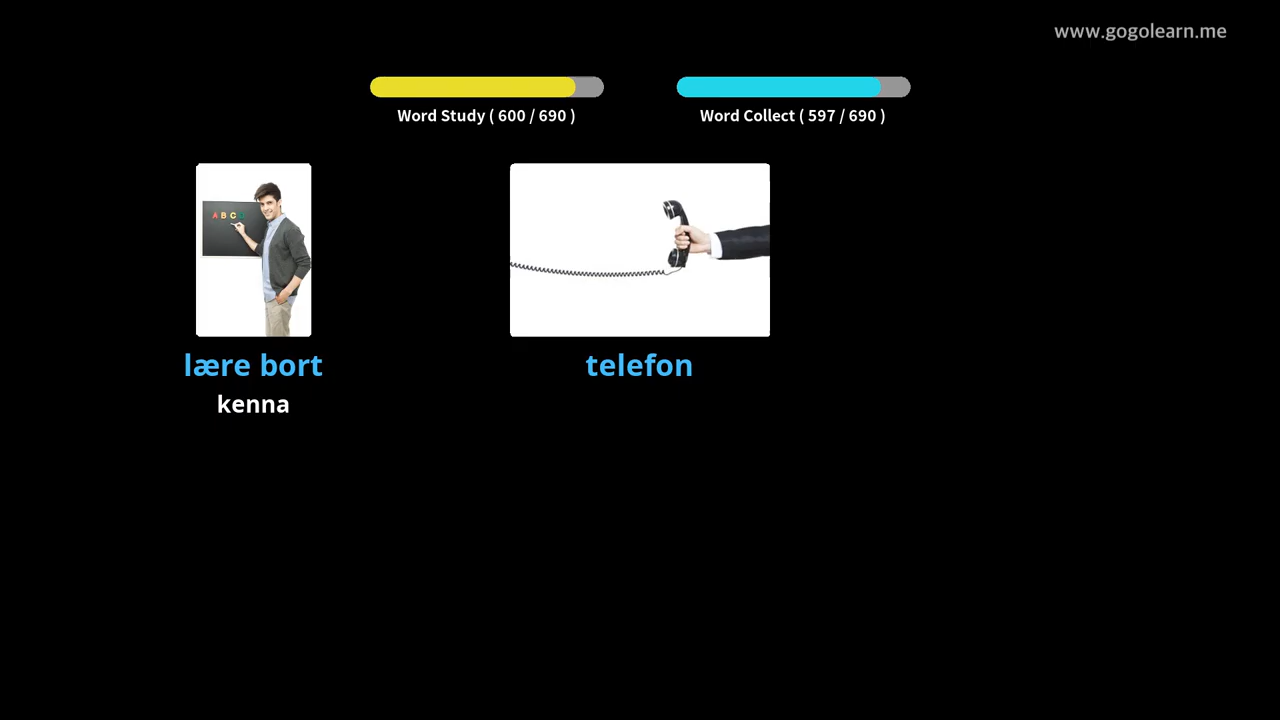 www.gogolearn.me
Word Study ( 600 / 690 )
Word Collect ( 597 / 690 )
A B C D
lære bort
telefon
kenna